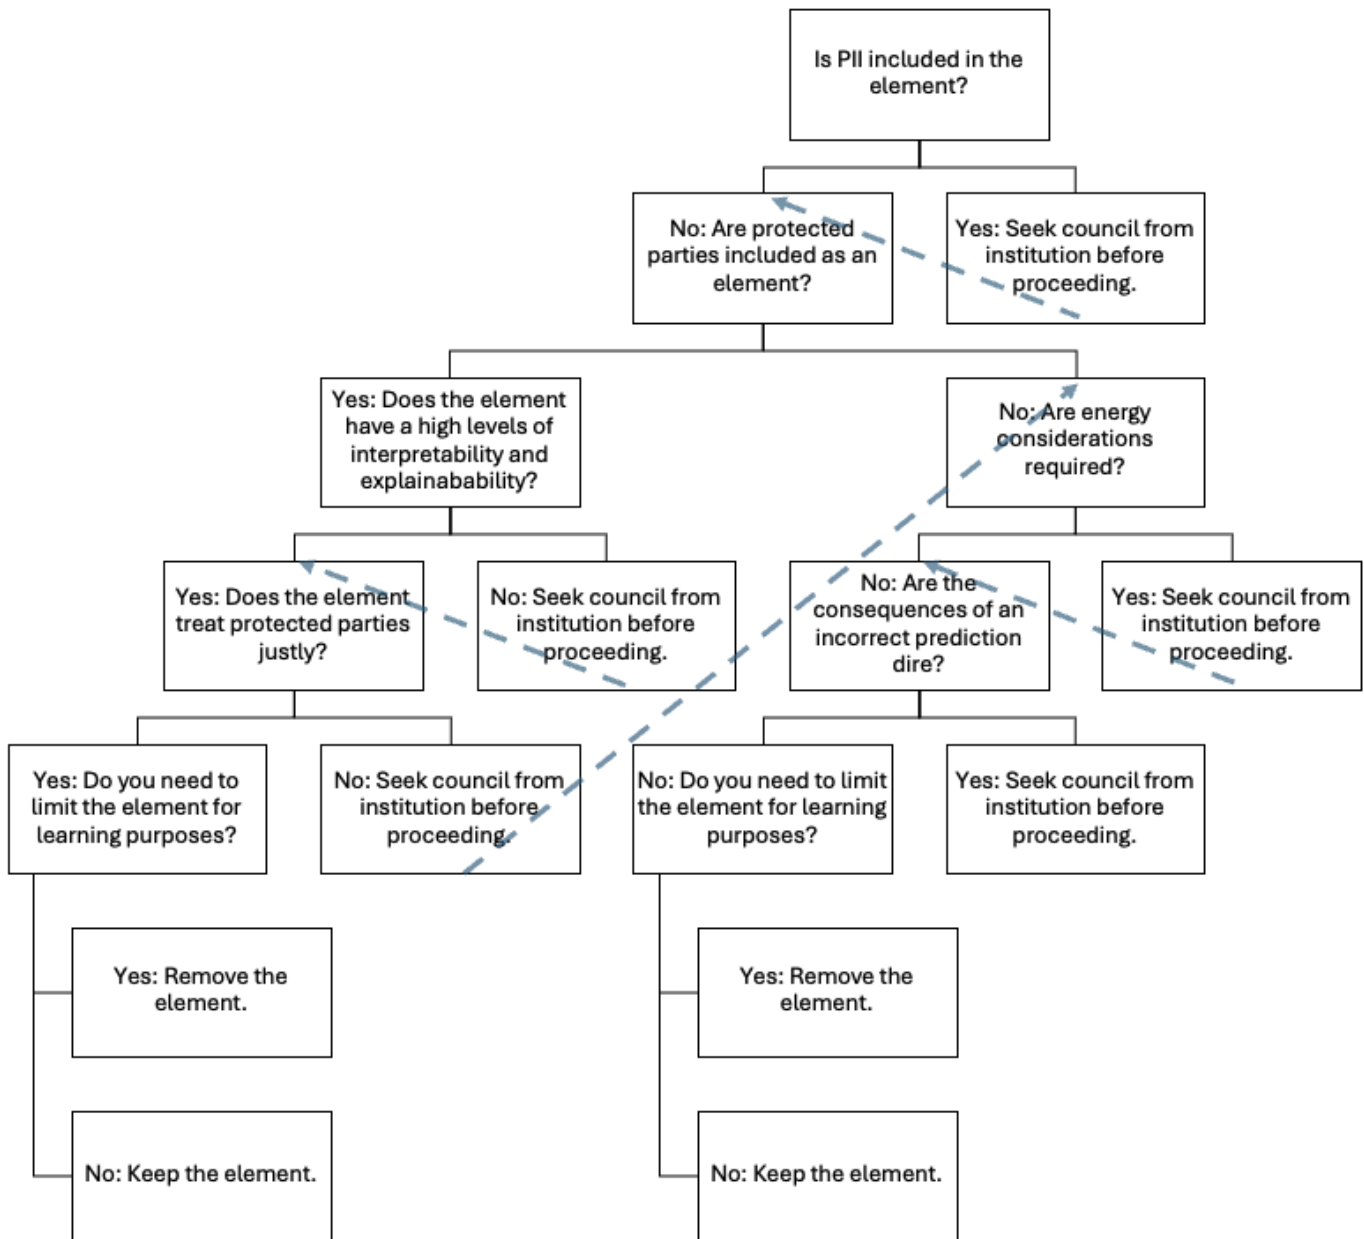 Is PII included in the
element?
No: Are protected
parties included as an
element?
Yes: Seek council from
institution before
proceeding.
Yes: Does the element
have a high levels of
interpretability and
explainabability?
No: Are energy
considerations
required?
Yes: Does the element
treat protected parties
justly?
No: Seek council from
institution before
proceeding.
No: Are the
consequences of an
incorrect prediction
dire?
Yes: Seek council from
institution before
proceeding.
Yes: Do you need to
limit the element for
learning purposes?
No: Seek council from
institution before
proceeding.
No: Do you need to limit
the element for learning
purposes?
Yes: Seek council from
institution before
proceeding.
Yes: Remove the
element.
Yes: Remove the
element.
No: Keep the element.
No: Keep the element.